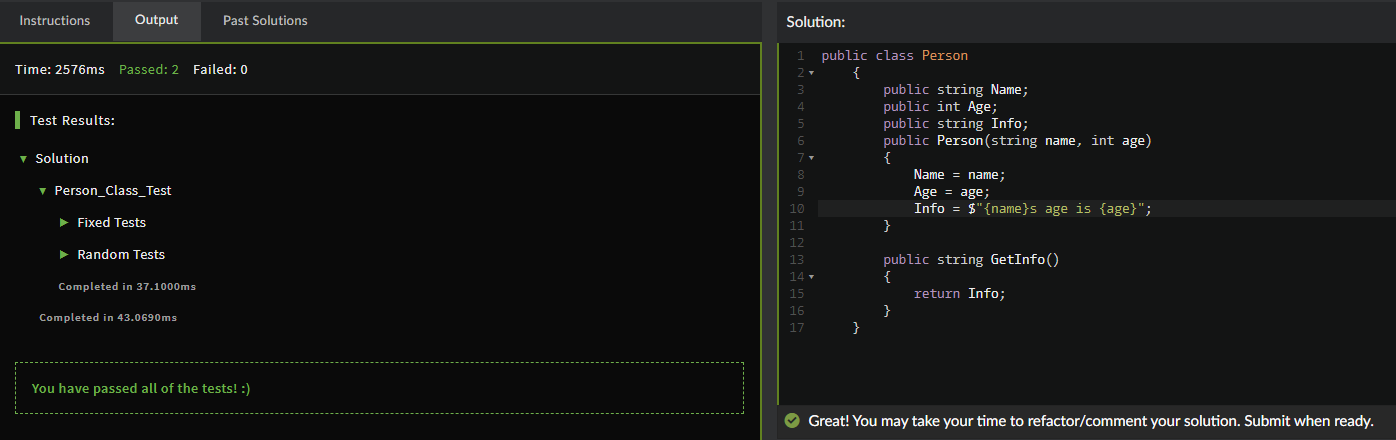 Instructions Output Past Solutions
Time: 2576ms Passed: 2 Failed: 0
Test Results:
Solution
Person_Class_Test
Fixed Tests
Random Tests
Completed in 37.1000ms
Completed in 43.0690ms
You have passed all of the tests! :)
Solution:
1 public class Person
2 {
3 public string Name;
4 public int Age;
5 public string Info;
6 public Person(string name, int age)
7 {
8 Name = name;
9 Age = age;
10 Info = $"{name}s age is {age}";
11 }
12
13 public string GetInfo()
14 {
15 return Info;
16 }
17 }
Great! You may take your time to refactor/comment your solution. Submit when ready.